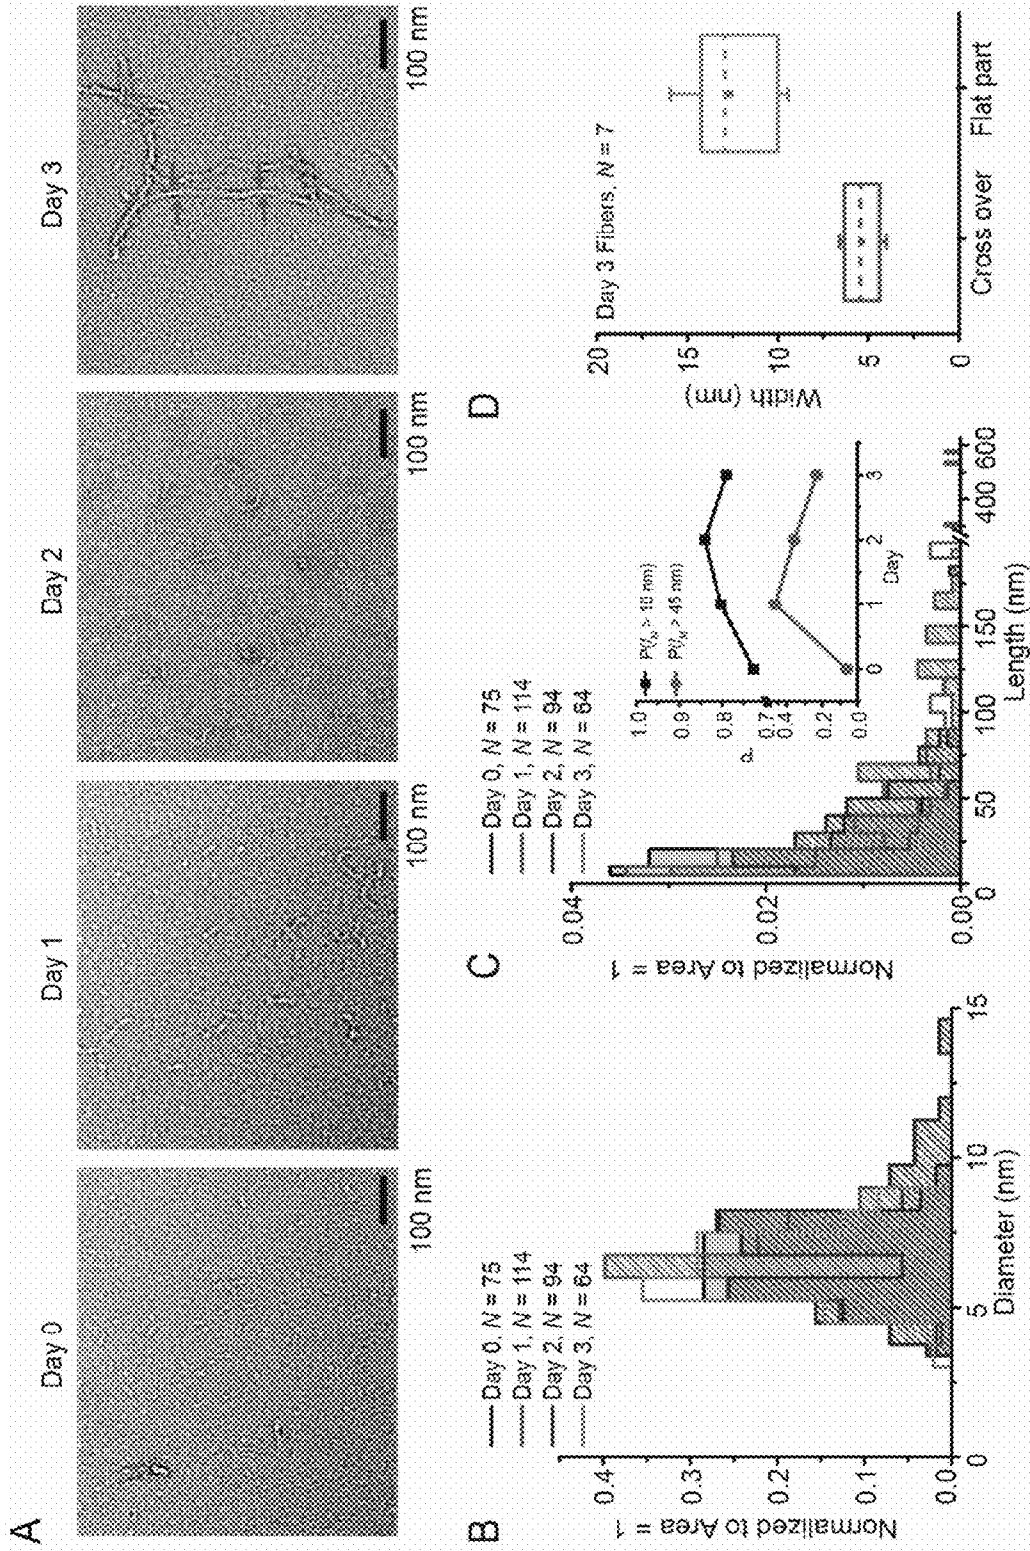 A
Day 0
Day 1
Day 2
Day 3
100 nm
100 nm
100 nm
100 nm
B
Day 0, N = 75
Day 1, N = 114
Day 2, N = 94
Day 3, N = 64
Normalized to Area = 1
0.4
0.3
0.2
0.1
0.0
0
5
10
15
Diameter (nm)
C
Day 0, N = 75
Day 1, N = 114
Day 2, N = 94
Day 3, N = 64
Normalized to Area = 1
0.04
0.02
0.00
0
50
100
150
400
600
Length (nm)
P
1.0
0.9
0.8
0.7
0.4
0.2
0.0
0
1
2
3
Day
D
Day 3 Fibers, N = 7
Width (nm)
20
15
10
5
0
Cross over
Flat part